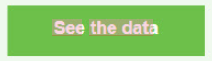 See the data